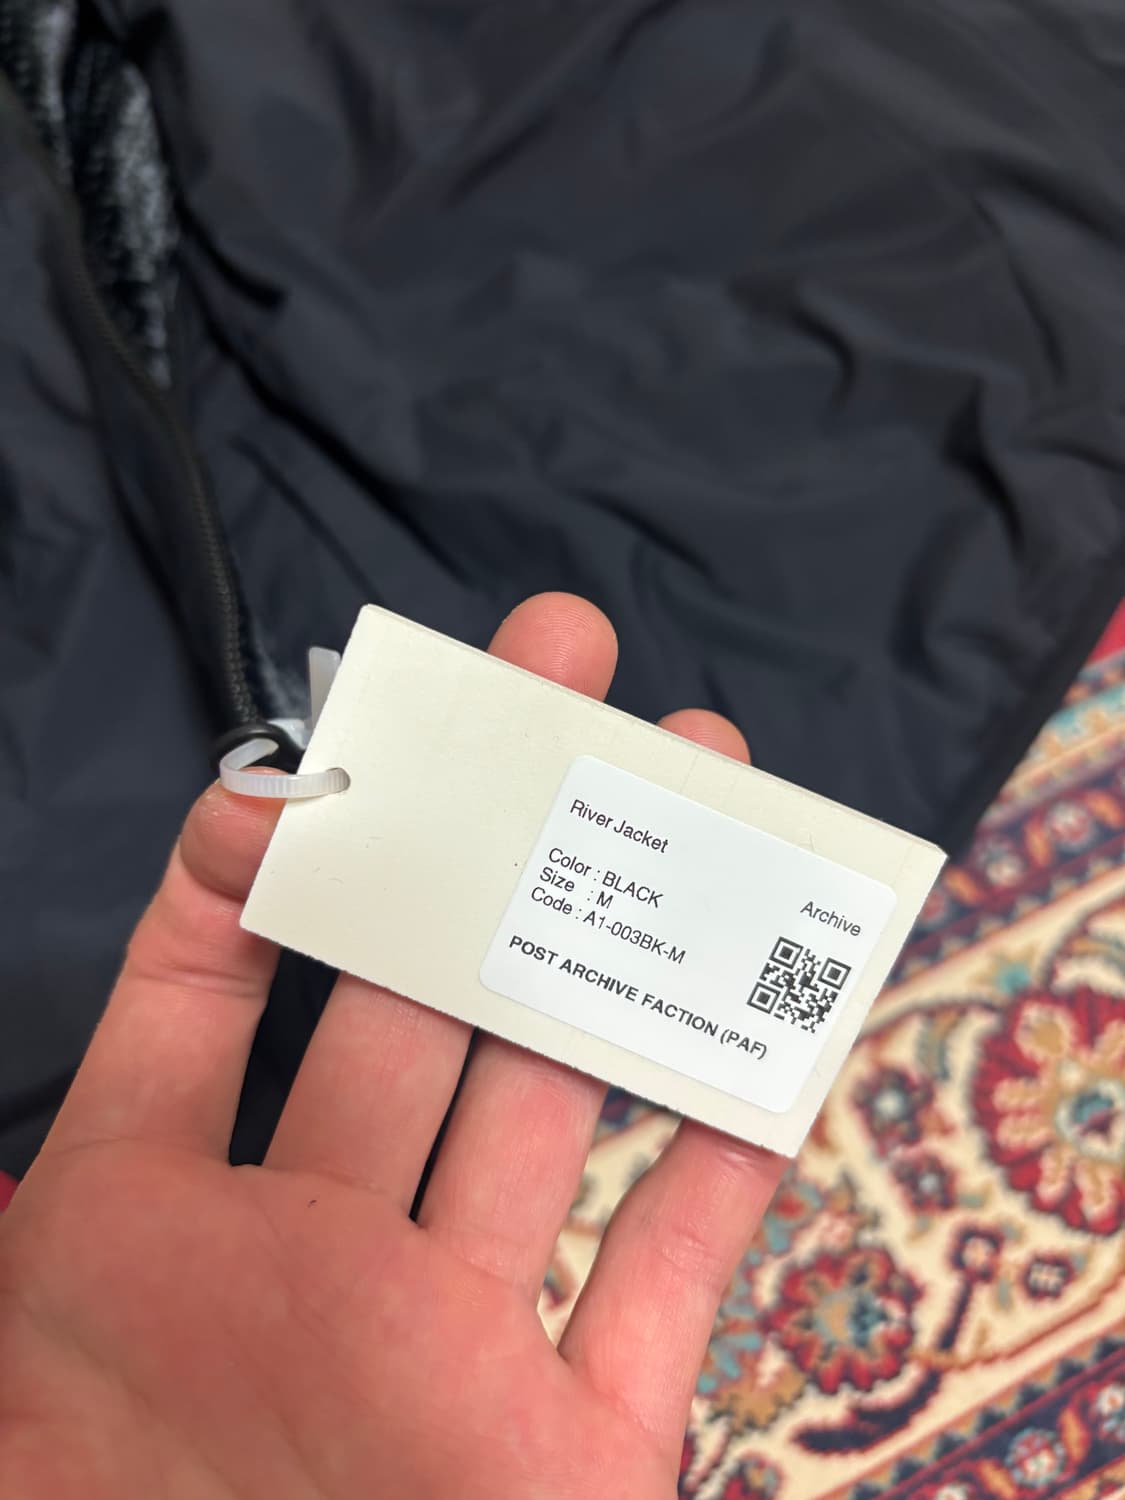 River Jacket
Color : BLACK
Size : M
Code : A1-003BK-M
Archive
POST ARCHIVE FACTION (PAF)